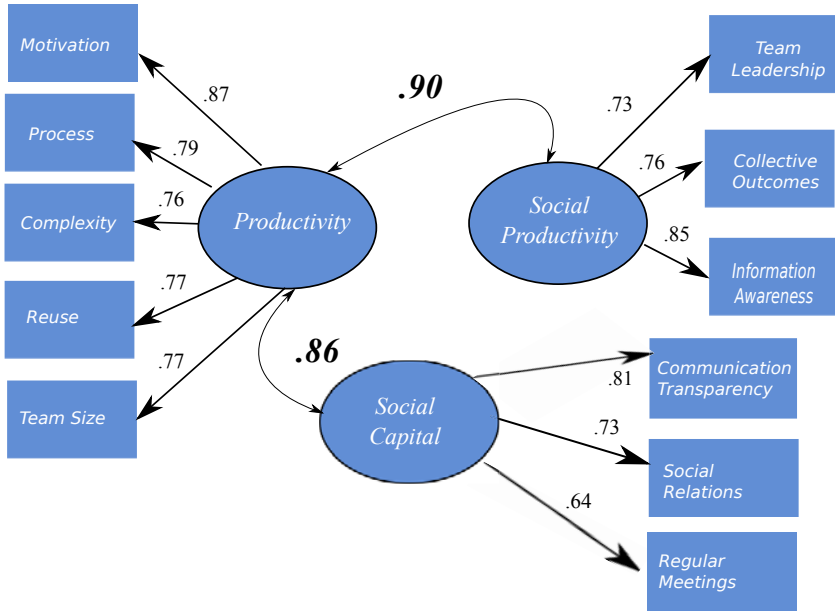 Motivation
.87
Process
.79
Complexity
.76
Reuse
.77
Team Size
.77
Productivity
.90
Social
Productivity
.73
Team
Leadership
.76
Collective
Outcomes
.85
Information
Awareness
.86
Social
Capital
.81
Communication
Transparency
.73
Social
Relations
.64
Regular
Meetings